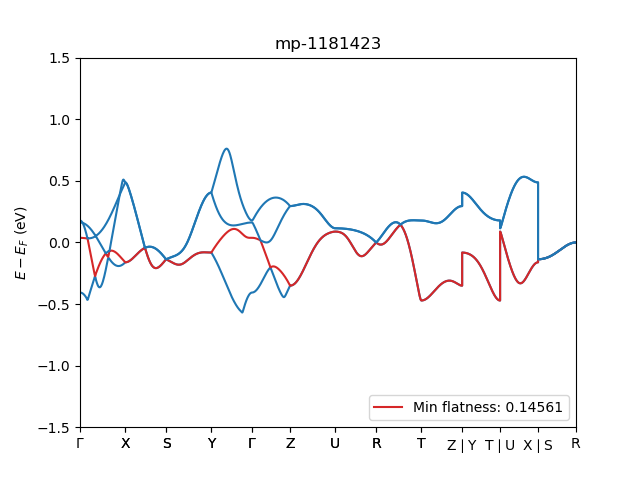 mp-1181423
E − E_F (eV)
1.5
1.0
0.5
0.0
−0.5
−1.0
−1.5
Min flatness: 0.14561
Γ X S Y Γ Z U R T Z|Y T|U X|S R